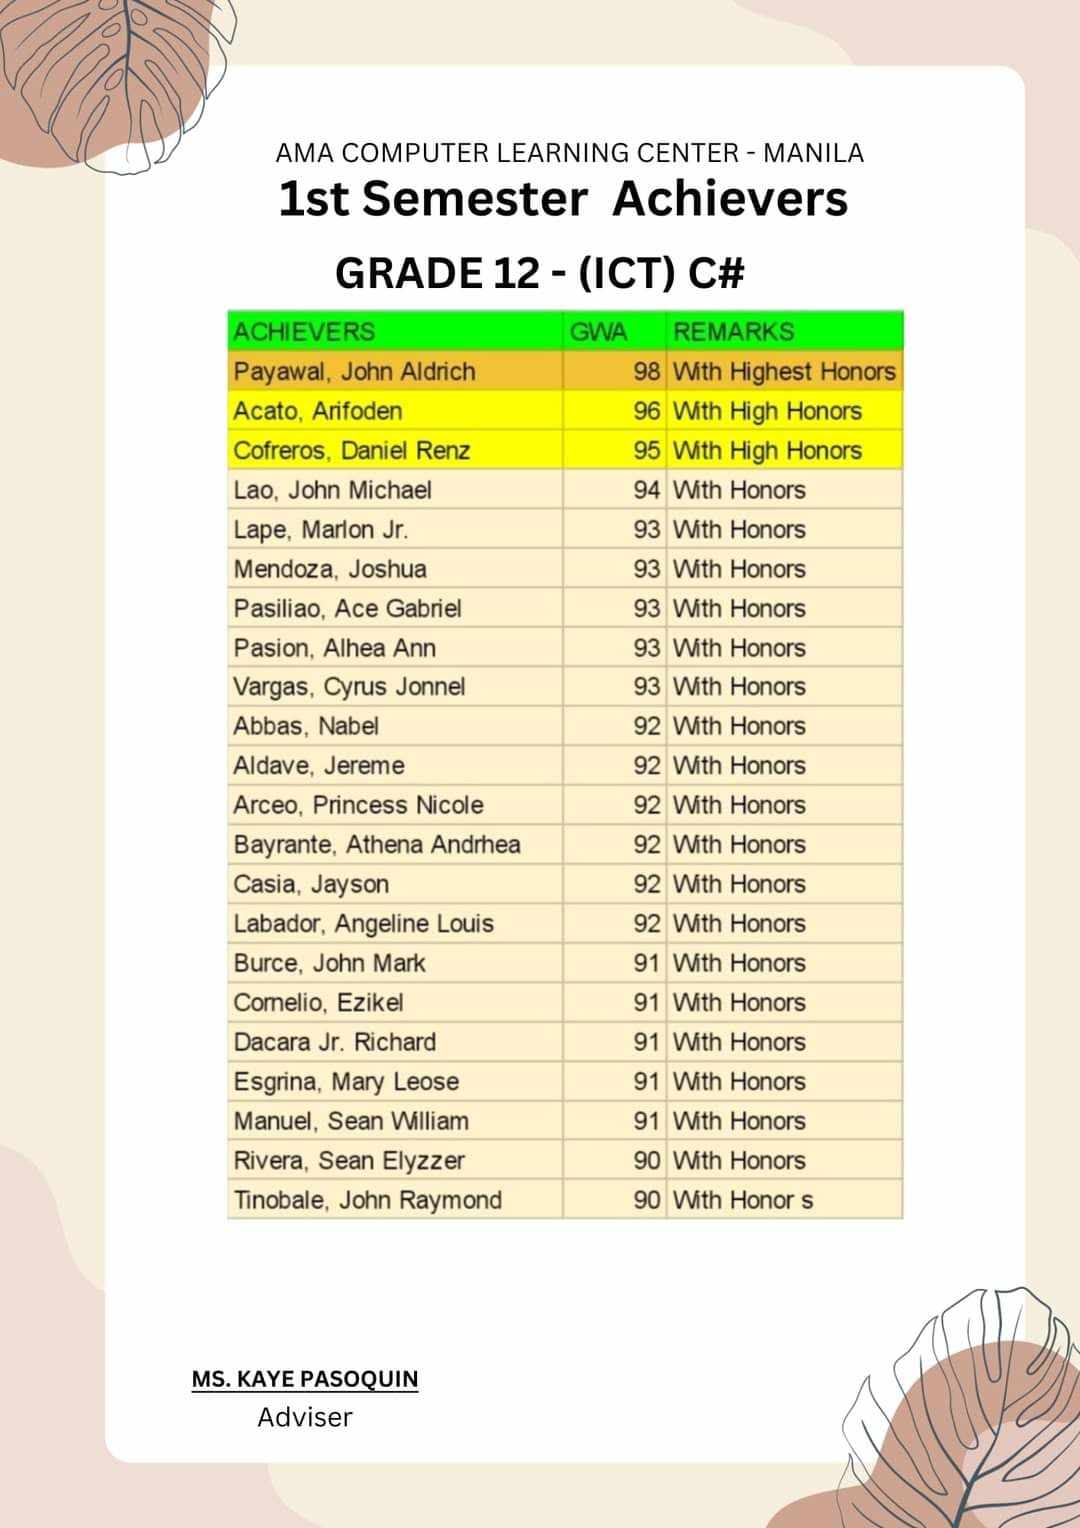 AMA COMPUTER LEARNING CENTER - MANILA
1st Semester Achievers
GRADE 12 - (ICT) C#
ACHIEVERS GWA REMARKS
Payawal, John Aldrich 98 With Highest Honors
Acato, Arifoden 96 With High Honors
Cofreros, Daniel Renz 95 With High Honors
Lao, John Michael 94 With Honors
Lape, Marlon Jr. 93 With Honors
Mendoza, Joshua 93 With Honors
Pasiliao, Ace Gabriel 93 With Honors
Pasion, Alhea Ann 93 With Honors
Vargas, Cyrus Jonnel 93 With Honors
Abbas, Nabel 92 With Honors
Aldave, Jereme 92 With Honors
Arceo, Princess Nicole 92 With Honors
Bayrante, Athena Andrhea 92 With Honors
Casia, Jayson 92 With Honors
Labador, Angeline Louis 92 With Honors
Burce, John Mark 91 With Honors
Cornelio, Ezikel 91 With Honors
Dacara Jr. Richard 91 With Honors
Esgrina, Mary Leose 91 With Honors
Manuel, Sean William 91 With Honors
Rivera, Sean Elyzzer 90 With Honors
Tinobale, John Raymond 90 With Honor s
MS. KAYE PASOQUIN
Adviser